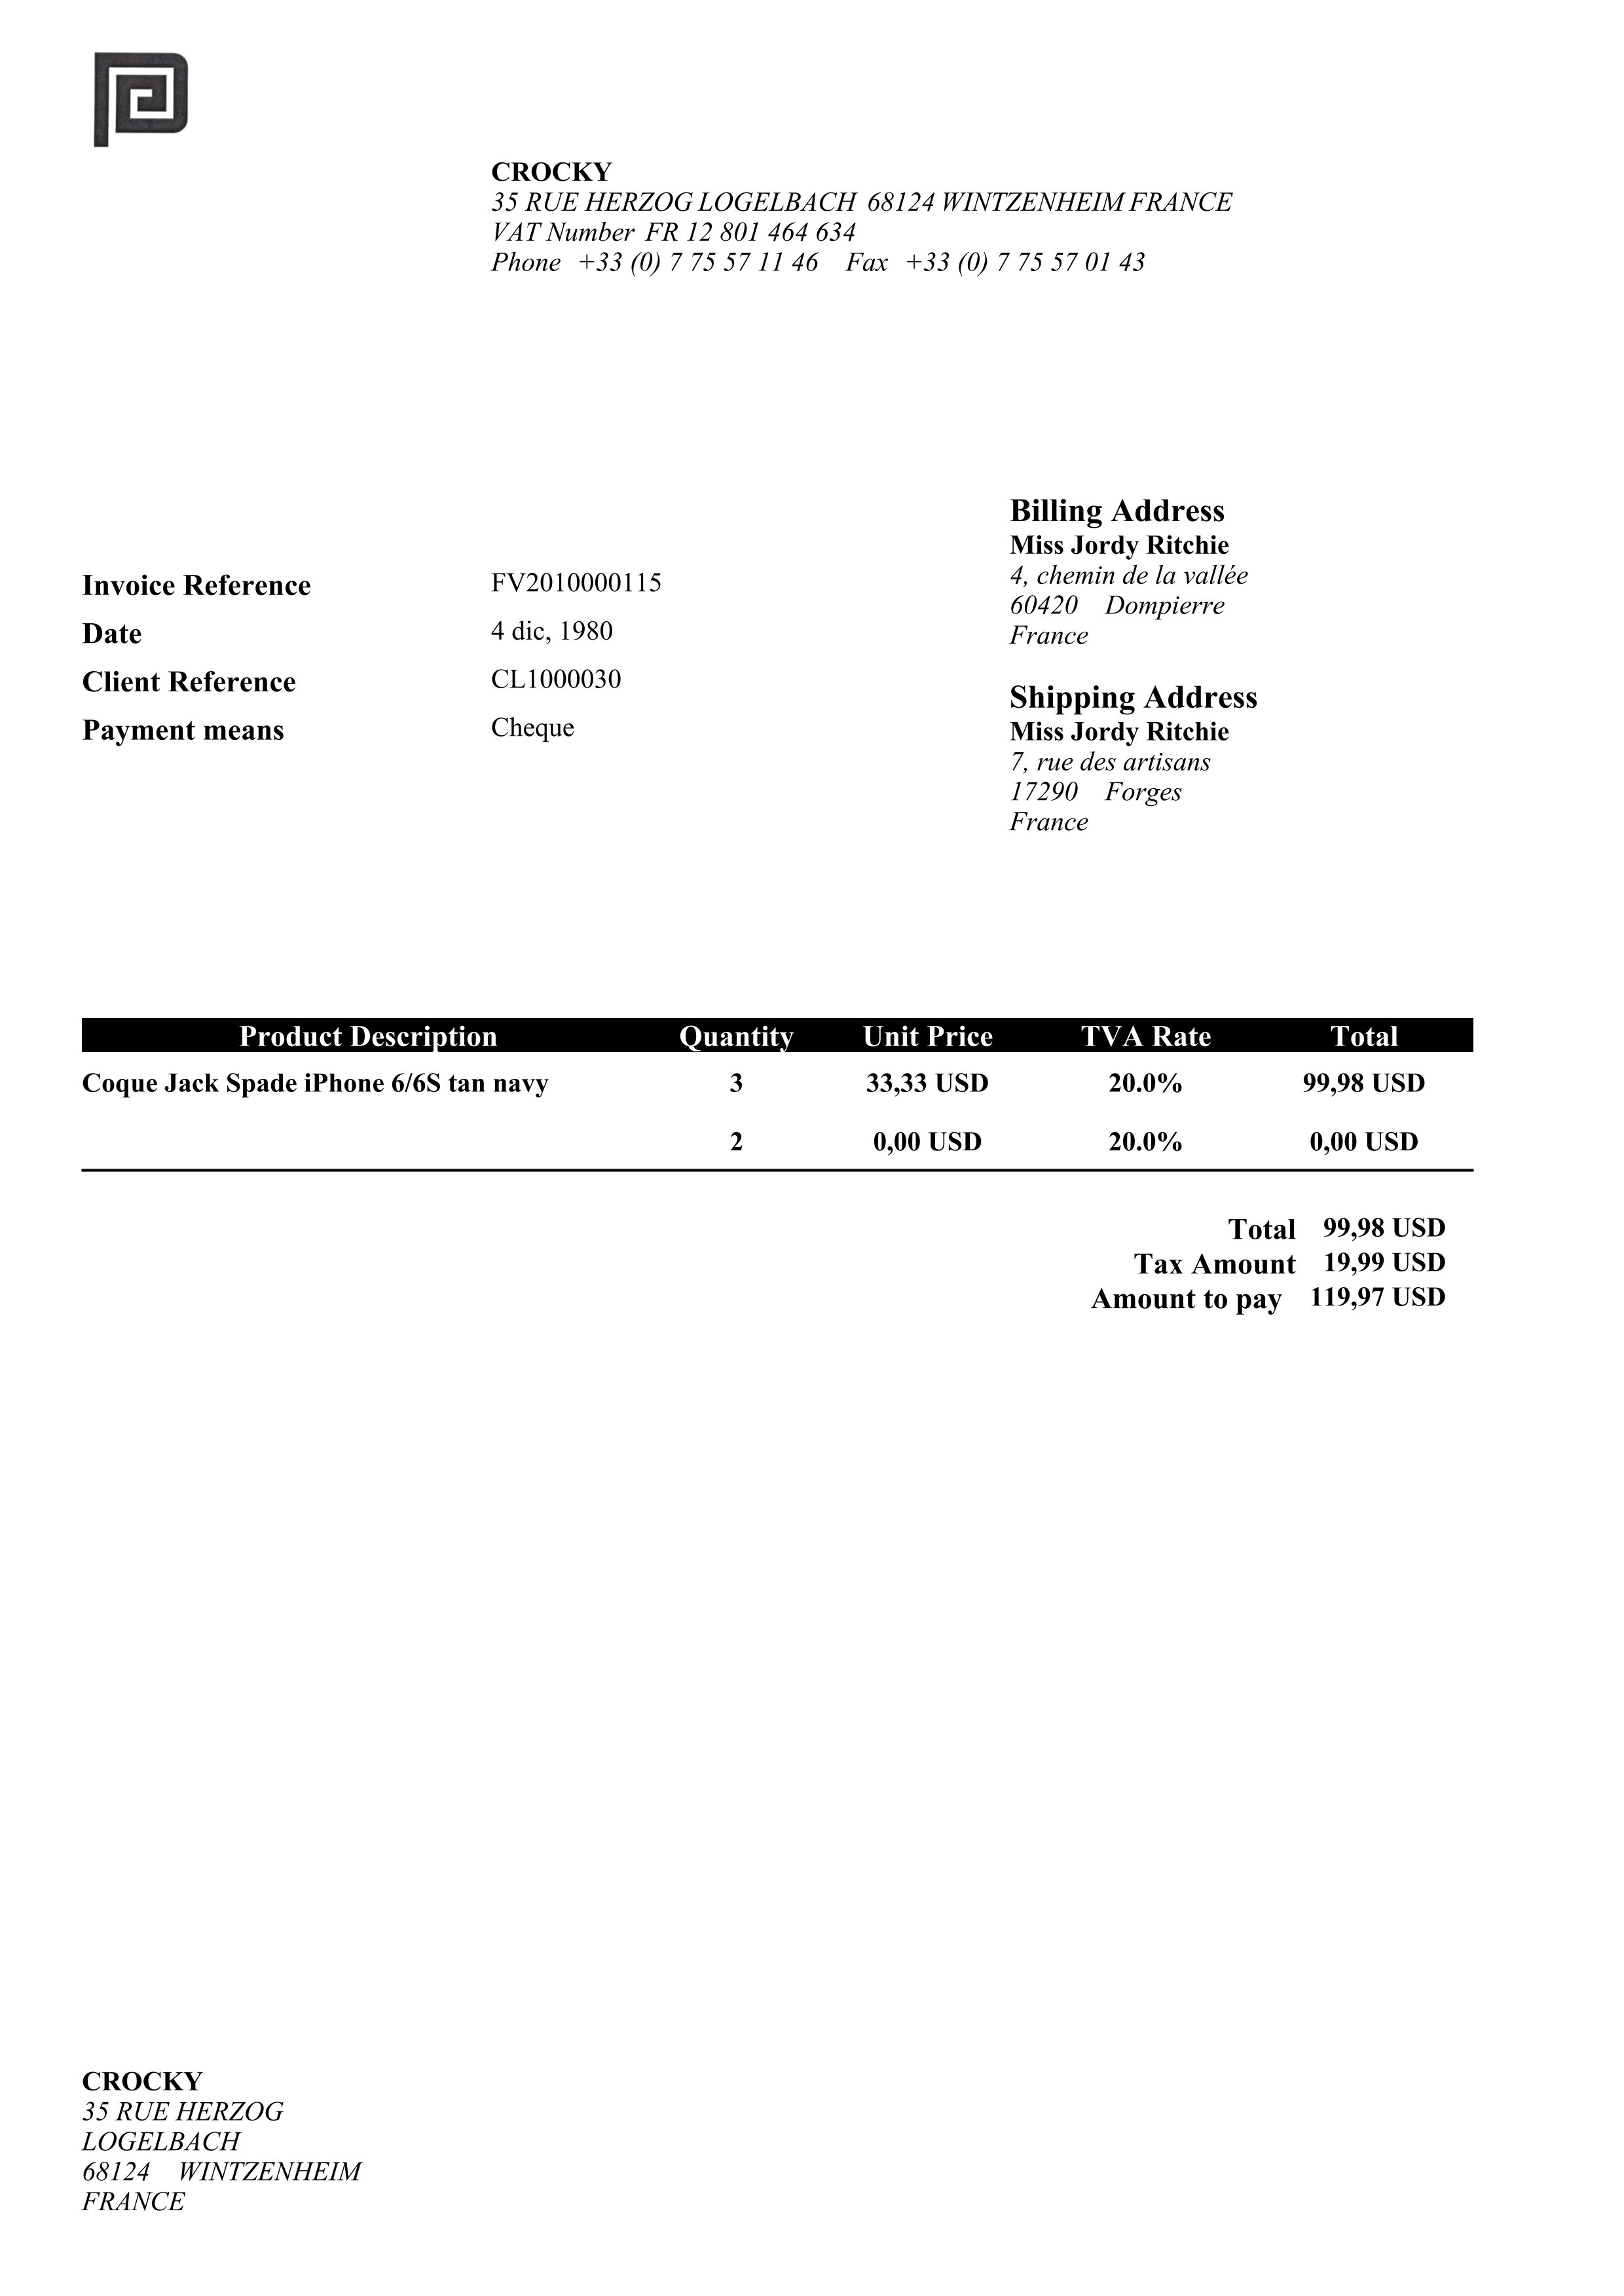 CROCKY
35 RUE HERZOG LOGELBACH 68124 WINTZENHEIM FRANCE
VAT Number FR 12 801 464 634
Phone +33 (0) 7 75 57 11 46 Fax +33 (0) 7 75 57 01 43
Invoice Reference FV2010000115
Date 4 dic, 1980
Client Reference CL1000030
Payment means Cheque
Billing Address
Miss Jordy Ritchie
4, chemin de la vallée
60420 Dompierre
France
Shipping Address
Miss Jordy Ritchie
7, rue des artisans
17290 Forges
France
Product Description Quantity Unit Price TVA Rate Total
Coque Jack Spade iPhone 6/6S tan navy 3 33,33 USD 20.0% 99,98 USD
2 0,00 USD 20.0% 0,00 USD
Total 99,98 USD
Tax Amount 19,99 USD
Amount to pay 119,97 USD
CROCKY
35 RUE HERZOG
LOGELBACH
68124 WINTZENHEIM
FRANCE